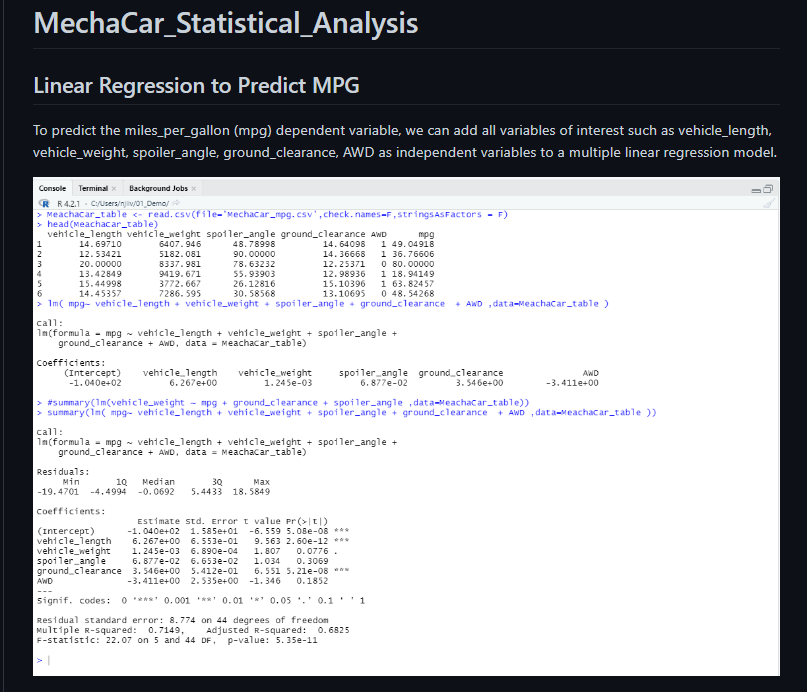 MechaCar_Statistical_Analysis
Linear Regression to Predict MPG
To predict the miles_per_gallon (mpg) dependent variable, we can add all variables of interest such as vehicle_length,
vehicle_weight, spoiler_angle, ground_clearance, AWD as independent variables to a multiple linear regression model.
Console Terminal × Background Jobs ×
R 4.2.1 · C:/Users/njliv/01_Demo/
> MeachaCar_table <- read.csv(file='MechaCar_mpg.csv',check.names=F,stringsAsFactors = F)
> head(MeachaCar_table)
vehicle_length vehicle_weight spoiler_angle ground_clearance AWD mpg
1 14.69710 6407.946 48.78998 14.64098 1 49.04918
2 12.53421 5182.081 90.00000 14.36668 1 36.76606
3 20.00000 8337.981 78.63232 12.25371 0 80.00000
4 13.42849 9419.671 55.93903 12.98936 1 18.94149
5 15.44998 3772.667 26.12816 15.10396 1 63.82457
6 14.45357 7286.595 30.58568 13.10695 0 48.54268
> lm( mpg~ vehicle_length + vehicle_weight + spoiler_angle + ground_clearance + AWD ,data=MeachaCar_table )
Call:
lm(formula = mpg ~ vehicle_length + vehicle_weight + spoiler_angle +
ground_clearance + AWD, data = MeachaCar_table)
Coefficients:
(Intercept) vehicle_length vehicle_weight spoiler_angle ground_clearance AWD
-1.040e+02 6.267e+00 1.245e-03 6.877e-02 3.546e+00 -3.411e+00
> #summary(lm(vehicle_weight ~ mpg + ground_clearance + spoiler_angle ,data=MeachaCar_table))
> summary(lm( mpg~ vehicle_length + vehicle_weight + spoiler_angle + ground_clearance + AWD ,data=MeachaCar_table ))
Call:
lm(formula = mpg ~ vehicle_length + vehicle_weight + spoiler_angle +
ground_clearance + AWD, data = MeachaCar_table)
Residuals:
Min 1Q Median 3Q Max
-19.4701 -4.4994 -0.0692 5.4433 18.5849
Coefficients:
Estimate Std. Error t value Pr(>|t|)
(Intercept) -1.040e+02 1.585e+01 -6.559 5.08e-08 ***
vehicle_length 6.267e+00 6.553e-01 9.563 2.60e-12 ***
vehicle_weight 1.245e-03 6.890e-04 1.807 0.0776 .
spoiler_angle 6.877e-02 6.653e-02 1.034 0.3069
ground_clearance 3.546e+00 5.412e-01 6.551 5.21e-08 ***
AWD -3.411e+00 2.535e+00 -1.346 0.1852
---
Signif. codes: 0 '***' 0.001 '**' 0.01 '*' 0.05 '.' 0.1 ' ' 1
Residual standard error: 8.774 on 44 degrees of freedom
Multiple R-squared: 0.7149, Adjusted R-squared: 0.6825
F-statistic: 22.07 on 5 and 44 DF, p-value: 5.35e-11
>